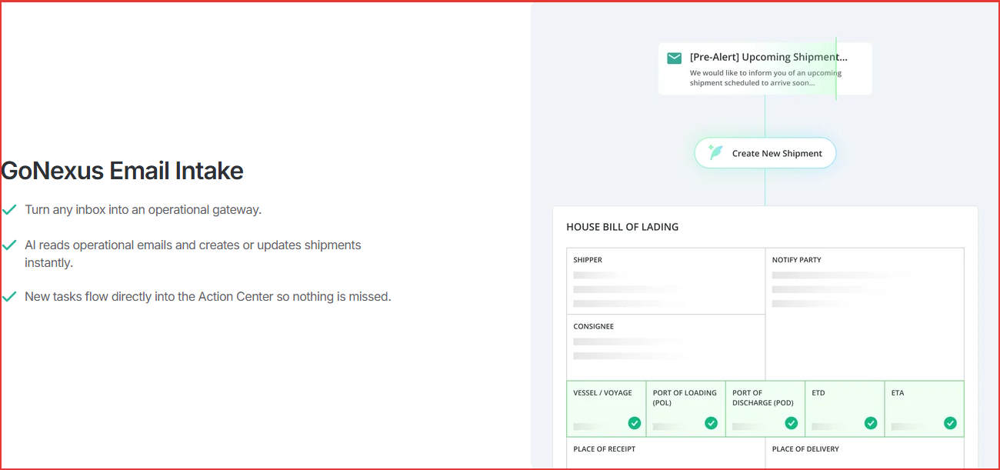 GoNexus Email Intake
Turn any inbox into an operational gateway.
AI reads operational emails and creates or updates shipments
instantly.
New tasks flow directly into the Action Center so nothing is missed.
[Pre-Alert] Upcoming Shipment...
We would like to inform you of an upcoming
shipment scheduled to arrive soon...
Create New Shipment
HOUSE BILL OF LADING
SHIPPER
NOTIFY PARTY
CONSIGNEE
VESSEL / VOYAGE
PORT OF LOADING
(POL)
PORT OF
DISCHARGE (POD)
ETD
ETA
PLACE OF RECEIPT
PLACE OF DELIVERY